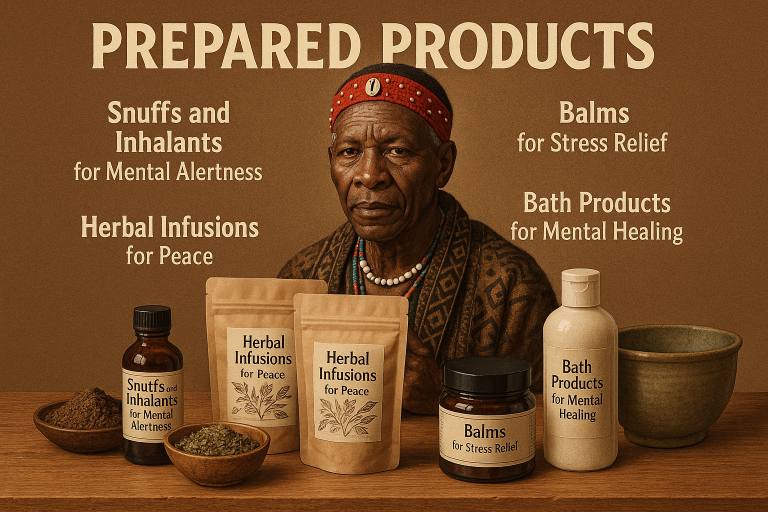 PREPARED PRODUCTS
Snuffs and
Inhalants
for Mental Alertness
Herbal Infusions
for Peace
Balms
for Stress Relief
Bath Products
for Mental Healing
Snutfs and
Inhalants
for Mental
Alertness
Herbal
Infusions
for Peace
Herbal
Infusions
for Peace
Balms
for Stress Relief
Bath
Products
for Mental
Healing